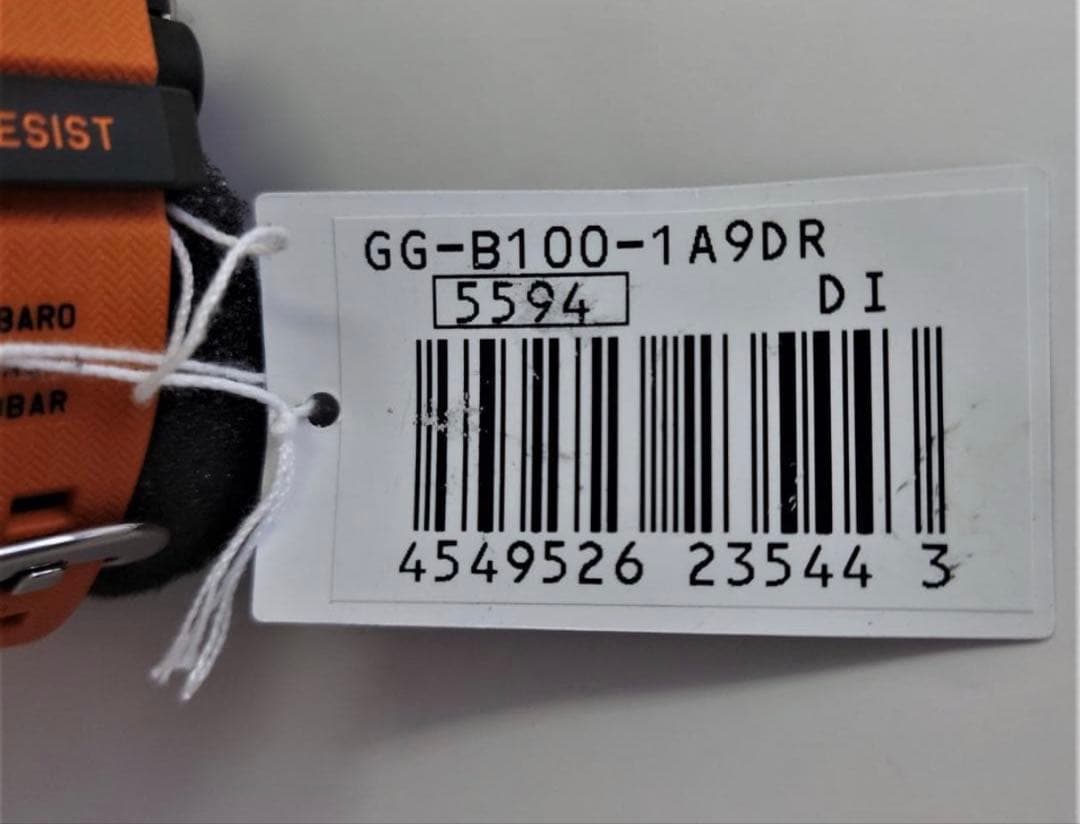 ESIST
BARO
BAR
GG-B100-1A9DR
5594 DI
4549526 23544 3